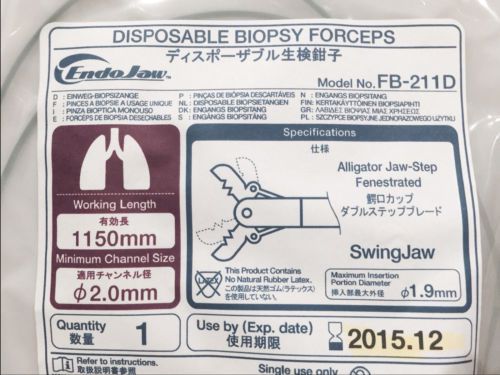 DISPOSABLE BIOPSY FORCEPS
ディスポーザブル生検鉗子
EndoJaw™
Model No. FB-211D
D : EINWEG-BIOPSIEZANGE
F : PINCES A BIOPSIE A USAGE UNIQUE
I : PINZA BIOPTICA MONOUSO
E : FORCEPS DE BIOPSIA DESECHABLES
P : PINÇAS DE BIÓPSIA DESCARTÁVEIS
NL : DISPOSABLE BIOPSIETANGEN
DK : ENGANGS BIOPSITANG
S : ENGANGS BIOPSITÅNG
N : ENGANGS BIOPSITANG
FIN: KERTAKÄYTTÖINEN BIOPSIAPIHTI
GR: ΛΑΒΙΔΕΣ ΒΙΟΨΙΑΣ ΜΙΑΣ ΧΡΗΣΕΩΣ
PL: SZCZYPCE BIOPSYJNE JEDNORAZOWEGO UŻYTKU
Working Length
有効長
1150mm
Minimum Channel Size
適用チャンネル径
φ2.0mm
Specifications
仕様
Alligator Jaw-Step
Fenestrated
鰐口カップ
ダブルステップブレード
SwingJaw
LATEX
This Product Contains
No Natural Rubber Latex.
この製品は天然ゴム(ラテックス)
を使用していない.
Maximum Insertion
Portion Diameter
挿入部最大外径
φ1.9mm
Quantity
数量
1
Use by (Exp. date)
使用期限
2015.12
Refer to instructions.
取扱説明書参照
Single use only